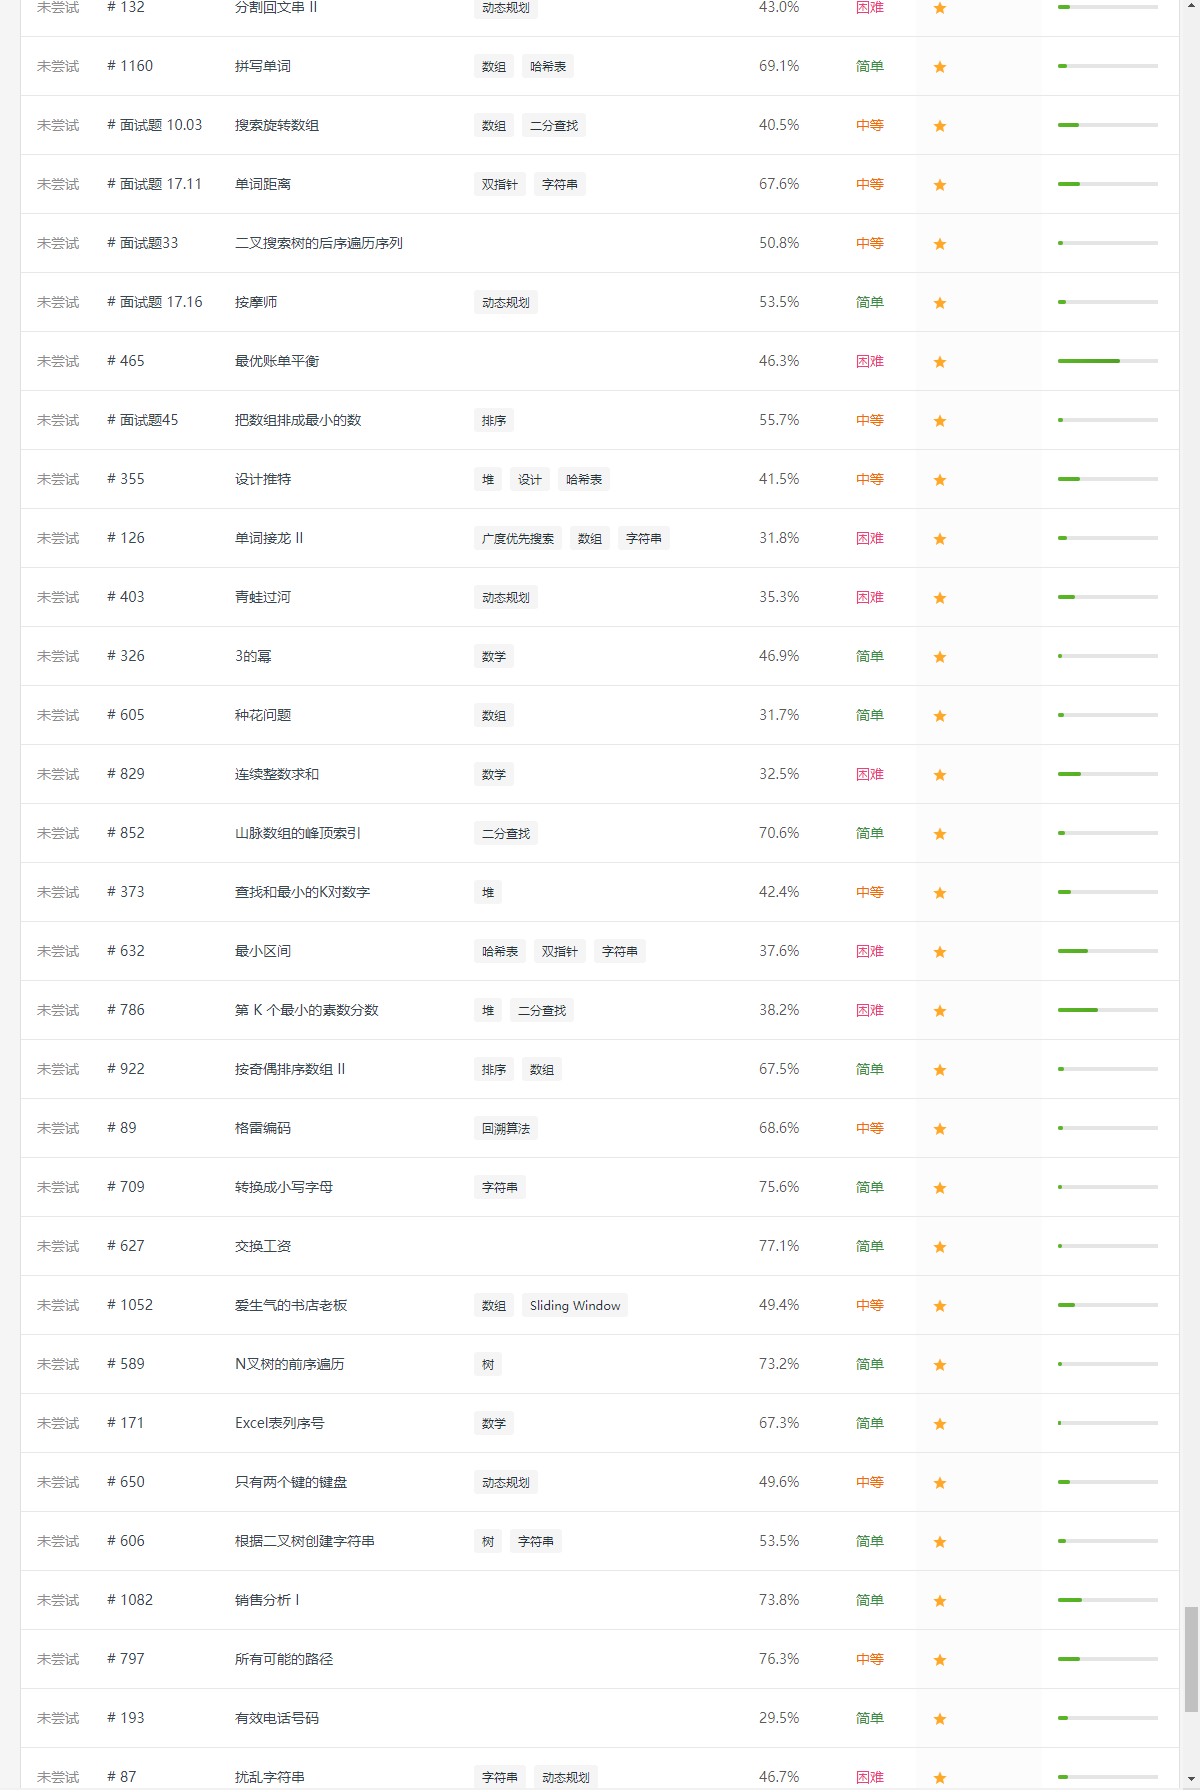 未尝试 # 132 分割回文串 II 动态规划 43.0% 困难
未尝试 # 1160 拼写单词 数组 哈希表 69.1% 简单
未尝试 # 面试题 10.03 搜索旋转数组 数组 二分查找 40.5% 中等
未尝试 # 面试题 17.11 单词距离 双指针 字符串 67.6% 中等
未尝试 # 面试题33 二叉搜索树的后序遍历序列 50.8% 中等
未尝试 # 面试题 17.16 按摩师 动态规划 53.5% 简单
未尝试 # 465 最优账单平衡 46.3% 困难
未尝试 # 面试题45 把数组排成最小的数 排序 55.7% 中等
未尝试 # 355 设计推特 堆 设计 哈希表 41.5% 中等
未尝试 # 126 单词接龙 II 广度优先搜索 数组 字符串 31.8% 困难
未尝试 # 403 青蛙过河 动态规划 35.3% 困难
未尝试 # 326 3的幂 数学 46.9% 简单
未尝试 # 605 种花问题 数组 31.7% 简单
未尝试 # 829 连续整数求和 数学 32.5% 困难
未尝试 # 852 山脉数组的峰顶索引 二分查找 70.6% 简单
未尝试 # 373 查找和最小的K对数字 堆 42.4% 中等
未尝试 # 632 最小区间 哈希表 双指针 字符串 37.6% 困难
未尝试 # 786 第 K 个最小的素数分数 堆 二分查找 38.2% 困难
未尝试 # 922 按奇偶排序数组 II 排序 数组 67.5% 简单
未尝试 # 89 格雷编码 回溯算法 68.6% 中等
未尝试 # 709 转换成小写字母 字符串 75.6% 简单
未尝试 # 627 交换工资 77.1% 简单
未尝试 # 1052 爱生气的书店老板 数组 Sliding Window 49.4% 中等
未尝试 # 589 N叉树的前序遍历 树 73.2% 简单
未尝试 # 171 Excel表列序号 数学 67.3% 简单
未尝试 # 650 只有两个键的键盘 动态规划 49.6% 中等
未尝试 # 606 根据二叉树创建字符串 树 字符串 53.5% 简单
未尝试 # 1082 销售分析 I 73.8% 简单
未尝试 # 797 所有可能的路径 76.3% 中等
未尝试 # 193 有效电话号码 29.5% 简单
未尝试 # 87 扰乱字符串 字符串 动态规划 46.7% 困难